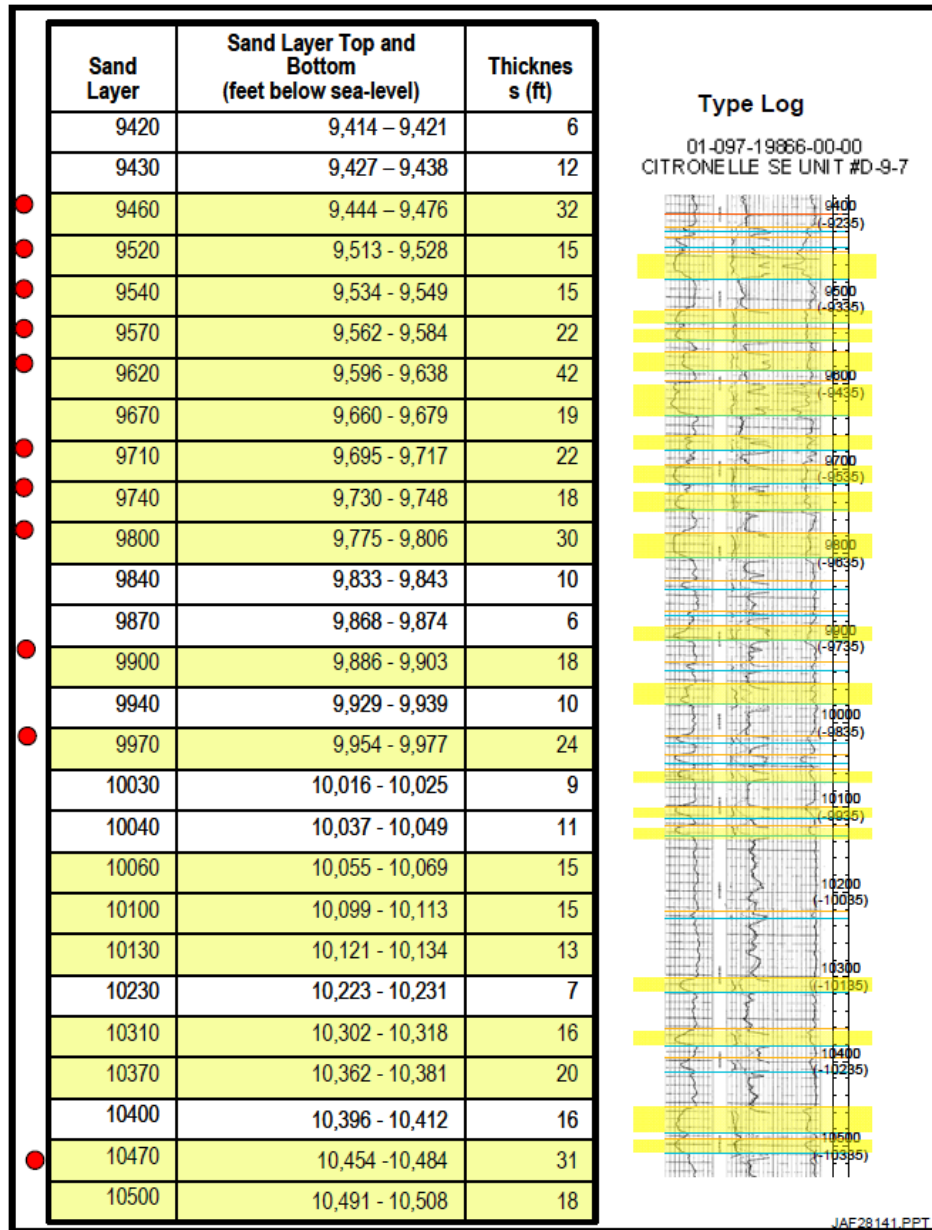 Sand Layer
Sand Layer Top and Bottom (feet below sea-level)
Thicknes s (ft)
9420 9,414 – 9,421 6
9430 9,427 – 9,438 12
9460 9,444 – 9,476 32
9520 9,513 - 9,528 15
9540 9,534 - 9,549 15
9570 9,562 - 9,584 22
9620 9,596 - 9,638 42
9670 9,660 - 9,679 19
9710 9,695 - 9,717 22
9740 9,730 - 9,748 18
9800 9,775 - 9,806 30
9840 9,833 - 9,843 10
9870 9,868 - 9,874 6
9900 9,886 - 9,903 18
9940 9,929 - 9,939 10
9970 9,954 - 9,977 24
10030 10,016 - 10,025 9
10040 10,037 - 10,049 11
10060 10,055 - 10,069 15
10100 10,099 - 10,113 15
10130 10,121 - 10,134 13
10230 10,223 - 10,231 7
10310 10,302 - 10,318 16
10370 10,362 - 10,381 20
10400 10,396 - 10,412 16
10470 10,454 -10,484 31
10500 10,491 - 10,508 18
Type Log
01-097-19866-00-00
CITRONELLE SE UNIT #D-9-7
9400
(-9235)
9500
(-9335)
9600
(-9435)
9700
(-9535)
9800
(-9635)
9900
(-9735)
10000
(-9835)
10100
(-9935)
10200
(-10035)
10300
(-10135)
10400
(-10235)
10500
(-10335)
JAF28141.PPT